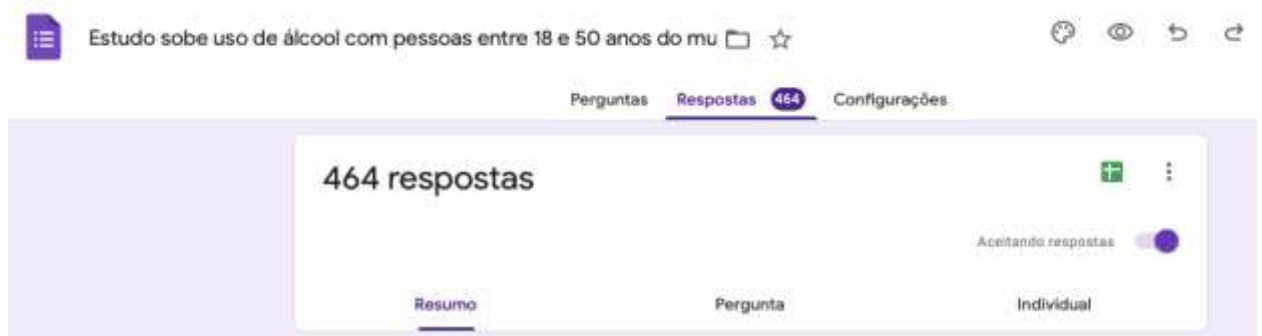 Estudo sobe uso de álcool com pessoas entre 18 e 50 anos do mu
Perguntas Respostas 464 Configurações
464 respostas
Aceitando respostas
Resumo Pergunta Individual